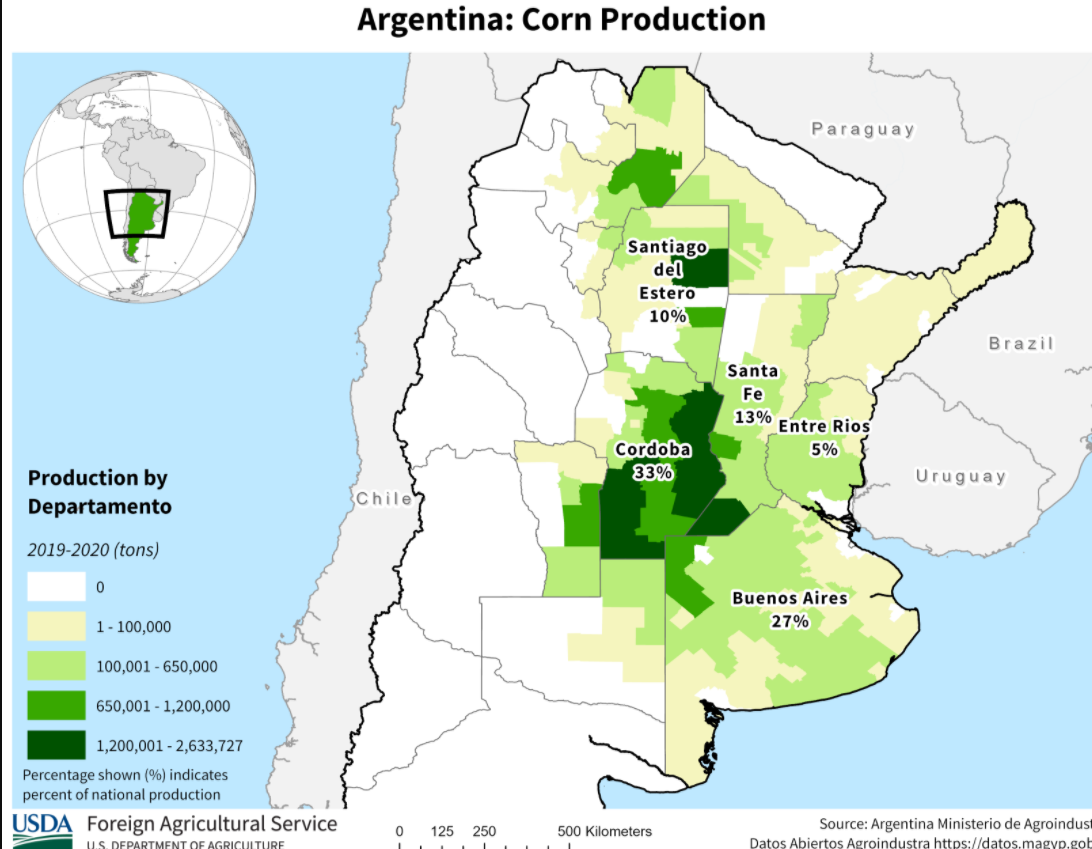 Argentina: Corn Production
Paraguay
Santiago
del
Estero
10%
Brazil
Santa
Fe
13%
Entre Rios
5%
Cordoba
33%
Uruguay
Chile
Buenos Aires
27%
Production by
Departamento
2019-2020 (tons)
0
1 - 100,000
100,001 - 650,000
650,001 - 1,200,000
1,200,001 - 2,633,727
Percentage shown (%) indicates
percent of national production
USDA
Foreign Agricultural Service
U.S. DEPARTMENT OF AGRICULTURE
0 125 250 500 Kilometers
Source: Argentina Ministerio de Agroindust
Datos Abiertos Agroindustra https://datos.magyp.gob